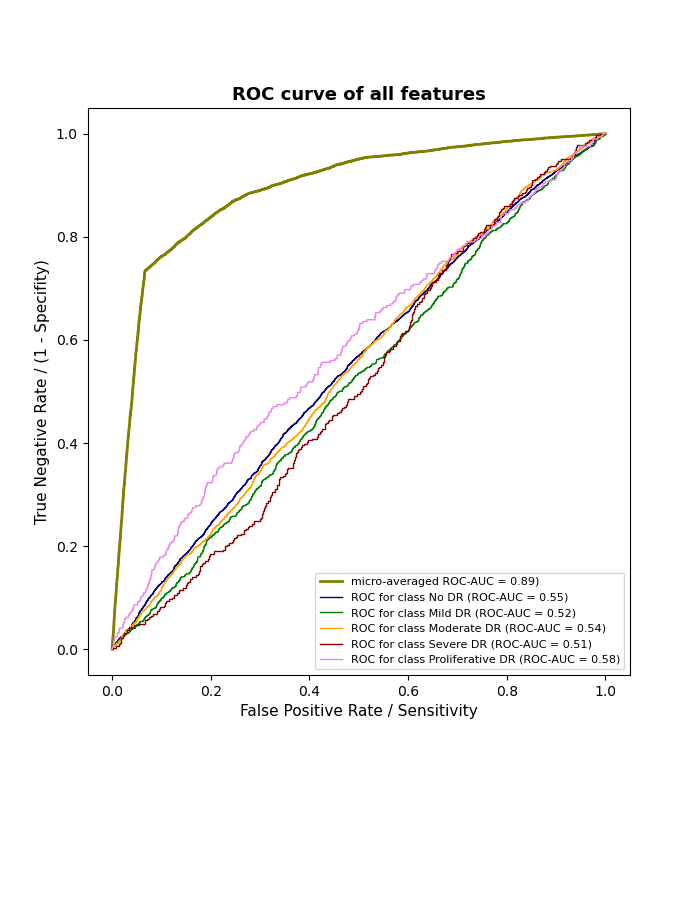 ROC curve of all features
1.0
0.8
0.6
0.4
0.2
0.0
True Negative Rate / (1 - Specifity)
micro-averaged ROC-AUC = 0.89)
ROC for class No DR (ROC-AUC = 0.55)
ROC for class Mild DR (ROC-AUC = 0.52)
ROC for class Moderate DR (ROC-AUC = 0.54)
ROC for class Severe DR (ROC-AUC = 0.51)
ROC for class Proliferative DR (ROC-AUC = 0.58)
0.0 0.2 0.4 0.6 0.8 1.0
False Positive Rate / Sensitivity